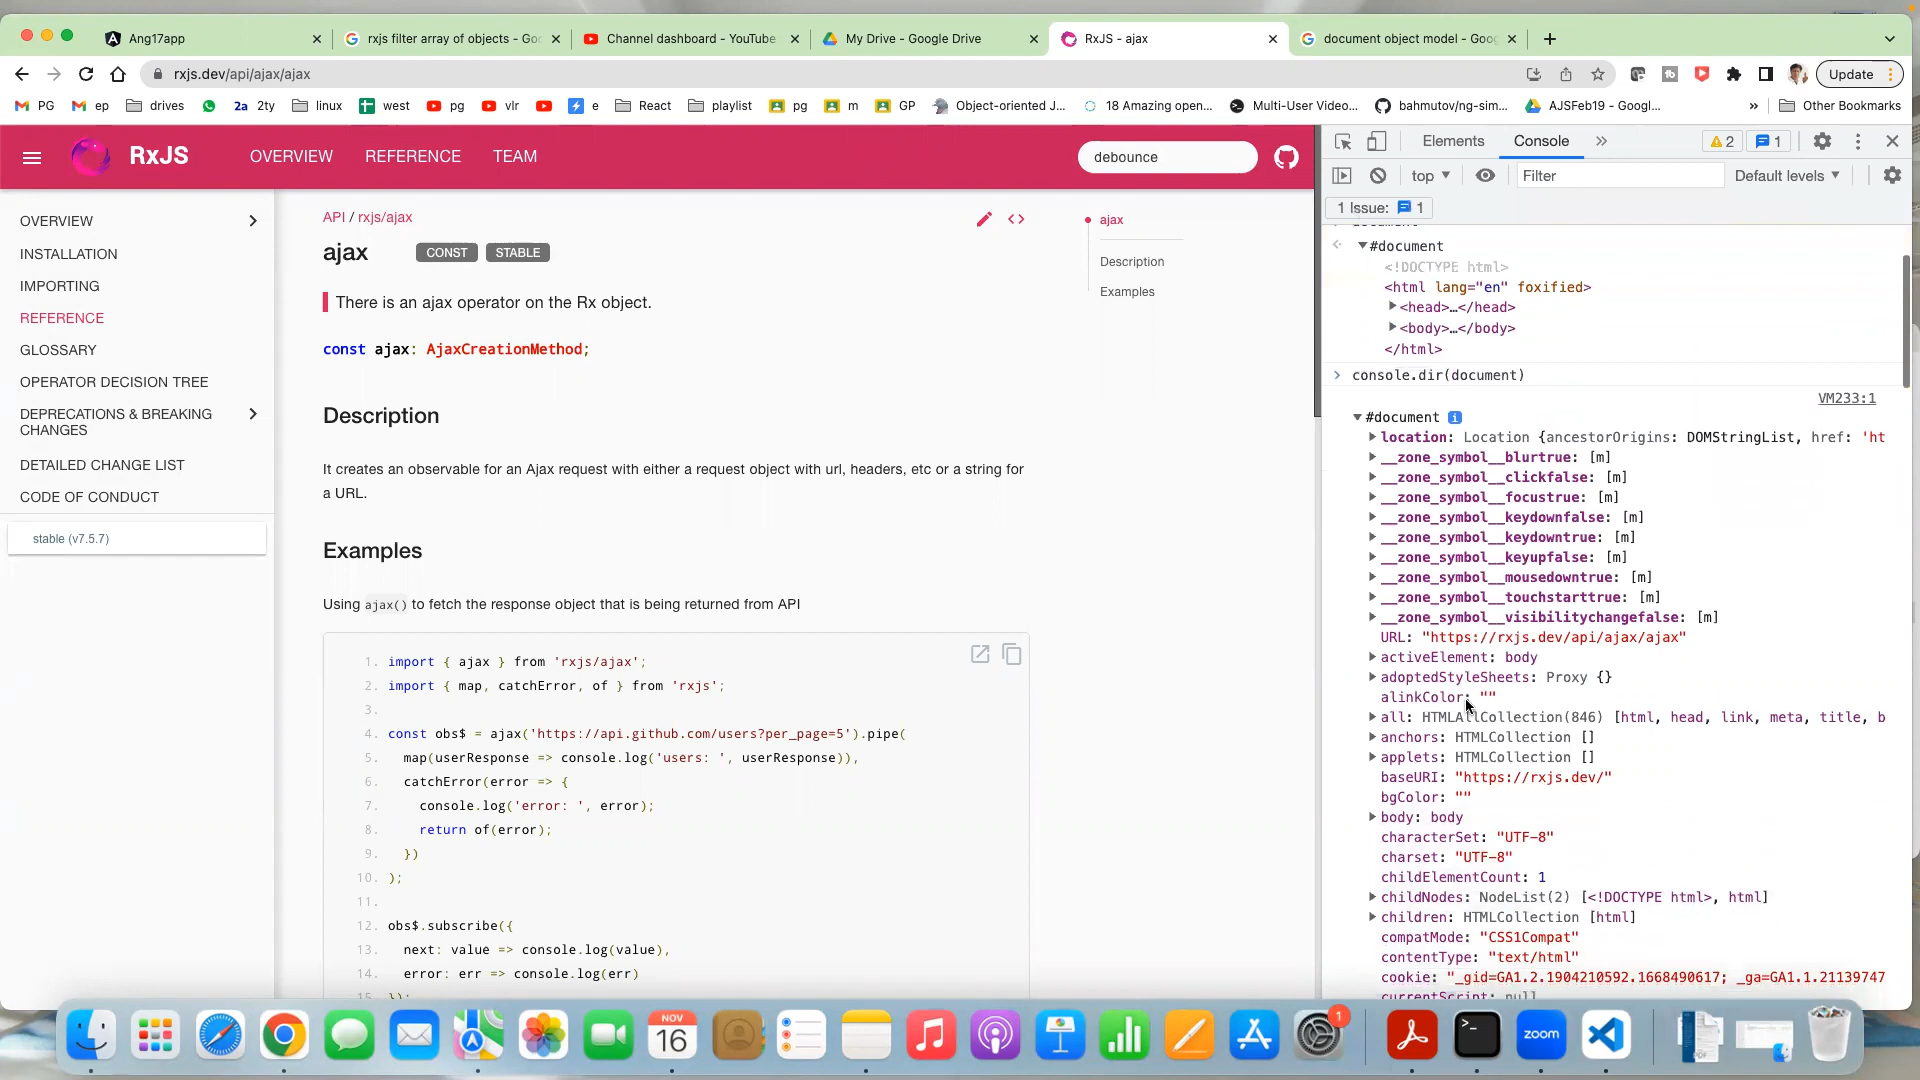 Ang17app
rxjs filter array of objects - Goo
Channel dashboard - YouTube
My Drive - Google Drive
RxJS - ajax
document object model - Goog
rxjs.dev/api/ajax/ajax
Update
PG
ep
drives
2a 2ty
linux
west
pg
vlr
e
React
playlist
pg
m
GP
Object-oriented J...
18 Amazing open...
Multi-User Video...
bahmutov/ng-sim...
AJSFeb19 - Googl...
»
Other Bookmarks
RxJS
OVERVIEW
REFERENCE
TEAM
debounce
OVERVIEW
INSTALLATION
IMPORTING
REFERENCE
GLOSSARY
OPERATOR DECISION TREE
DEPRECATIONS & BREAKING
CHANGES
DETAILED CHANGE LIST
CODE OF CONDUCT
stable (v7.5.7)
API / rxjs/ajax
ajax CONST STABLE
There is an ajax operator on the Rx object.
const ajax: AjaxCreationMethod;
Description
It creates an observable for an Ajax request with either a request object with url, headers, etc or a string for
a URL.
Examples
Using ajax() to fetch the response object that is being returned from API
1. import { ajax } from 'rxjs/ajax';
2. import { map, catchError, of } from 'rxjs';
3.
4. const obs$ = ajax('https://api.github.com/users?per_page=5').pipe(
5. map(userResponse => console.log('users: ', userResponse)),
6. catchError(error => {
7. console.log('error: ', error);
8. return of(error);
9. })
10. );
11.
12. obs$.subscribe({
13. next: value => console.log(value),
14. error: err => console.log(err)
15. });
ajax
Description
Examples
Elements
Console
»
2
1
top
Filter
Default levels
1 Issue: 1
#document
<!DOCTYPE html>
<html lang="en" foxified>
<head>…</head>
<body>…</body>
</html>
console.dir(document)
VM233:1
#document i
location: Location {ancestorOrigins: DOMStringList, href: 'ht
__zone_symbol__blurtrue: [m]
__zone_symbol__clickfalse: [m]
__zone_symbol__focustrue: [m]
__zone_symbol__keydownfalse: [m]
__zone_symbol__keydowntrue: [m]
__zone_symbol__keyupfalse: [m]
__zone_symbol__mousedowntrue: [m]
__zone_symbol__touchstarttrue: [m]
__zone_symbol__visibilitychangefalse: [m]
URL: "https://rxjs.dev/api/ajax/ajax"
activeElement: body
adoptedStyleSheets: Proxy {}
alinkColor: ""
all: HTMLAllCollection(846) [html, head, link, meta, title, b
anchors: HTMLCollection []
applets: HTMLCollection []
baseURI: "https://rxjs.dev/"
bgColor: ""
body: body
characterSet: "UTF-8"
charset: "UTF-8"
childElementCount: 1
childNodes: NodeList(2) [<!DOCTYPE html>, html]
children: HTMLCollection [html]
compatMode: "CSS1Compat"
contentType: "text/html"
cookie: "_gid=GA1.2.1904210592.1668490617; _ga=GA1.1.21139747
currentScript: null
NOV
16
1
zoom